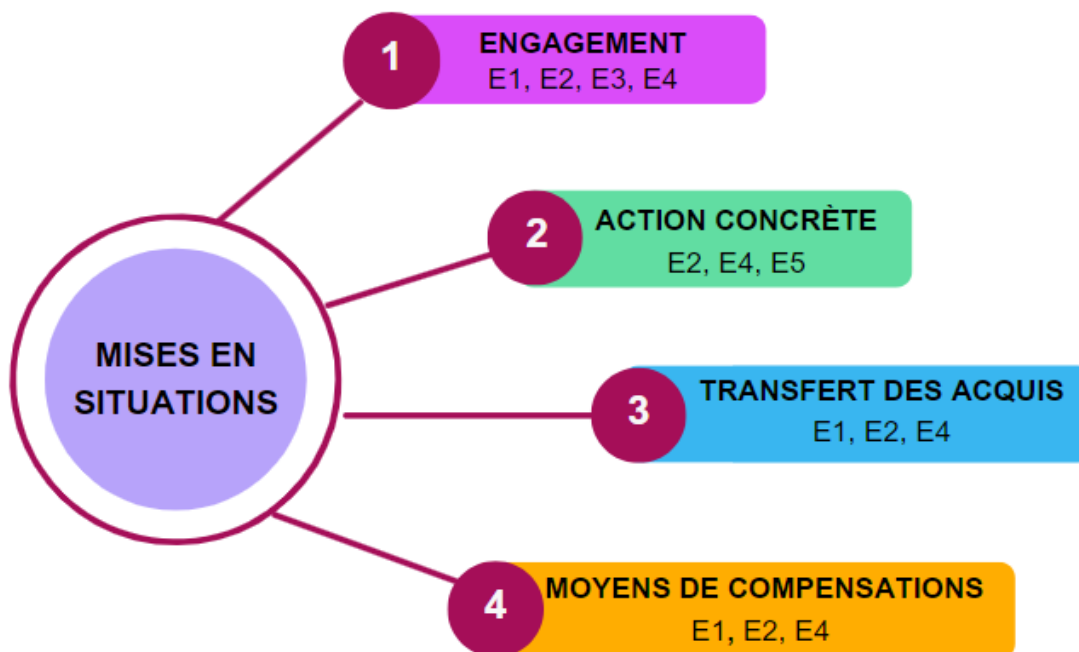 1
ENGAGEMENT
E1, E2, E3, E4
2
ACTION CONCRÈTE
E2, E4, E5
MISES EN
SITUATIONS
3
TRANSFERT DES ACQUIS
E1, E2, E4
4
MOYENS DE COMPENSATIONS
E1, E2, E4